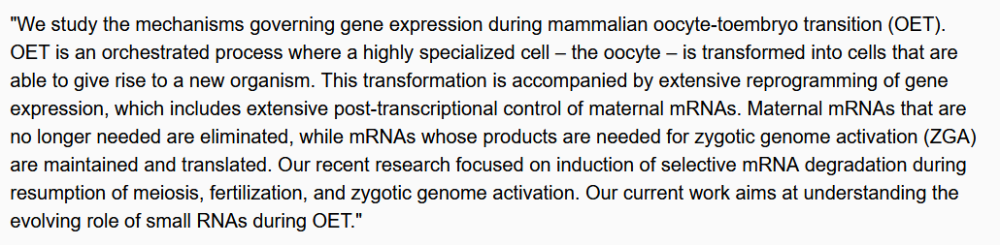 "We study the mechanisms governing gene expression during mammalian oocyte-toembryo transition (OET).
OET is an orchestrated process where a highly specialized cell – the oocyte – is transformed into cells that are
able to give rise to a new organism. This transformation is accompanied by extensive reprogramming of gene
expression, which includes extensive post-transcriptional control of maternal mRNAs. Maternal mRNAs that are
no longer needed are eliminated, while mRNAs whose products are needed for zygotic genome activation (ZGA)
are maintained and translated. Our recent research focused on induction of selective mRNA degradation during
resumption of meiosis, fertilization, and zygotic genome activation. Our current work aims at understanding the
evolving role of small RNAs during OET."